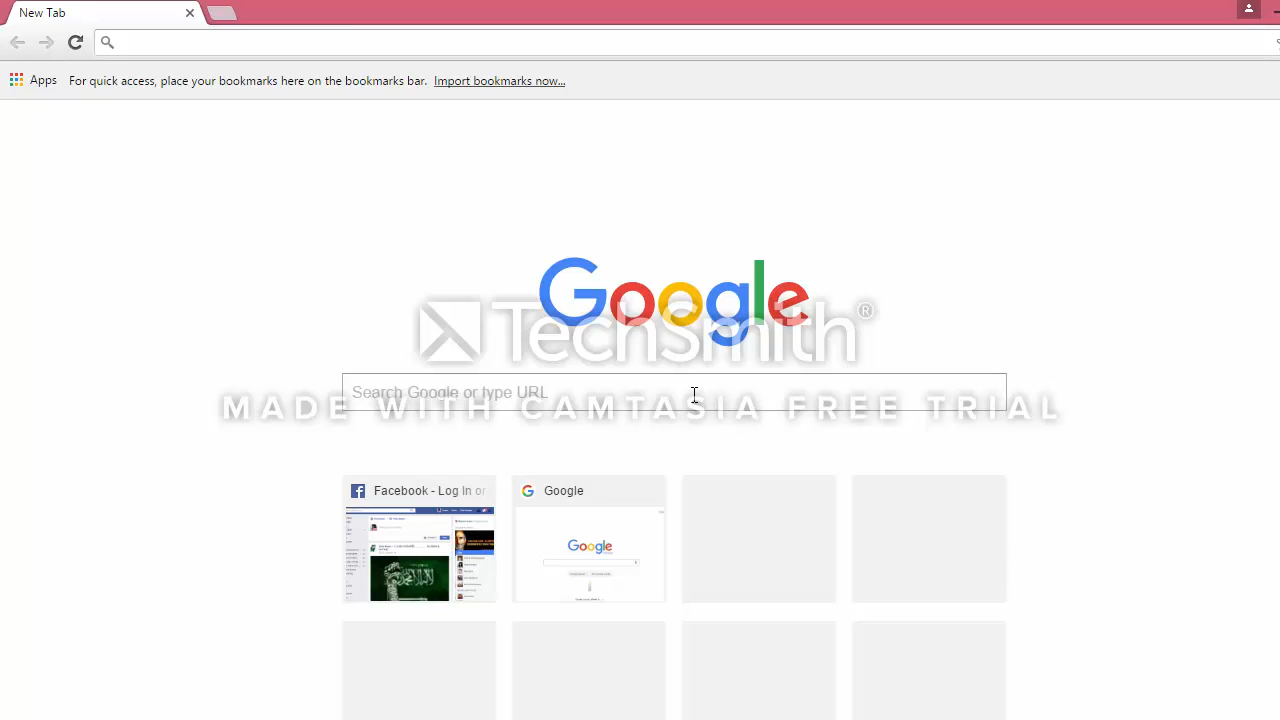 New Tab
Apps For quick access, place your bookmarks here on the bookmarks bar. Import bookmarks now...
Google
TechSmith®
Search Google or type URL
MADE WITH CAMTASIA FREE TRIAL
Facebook - Log In or
Google
Google